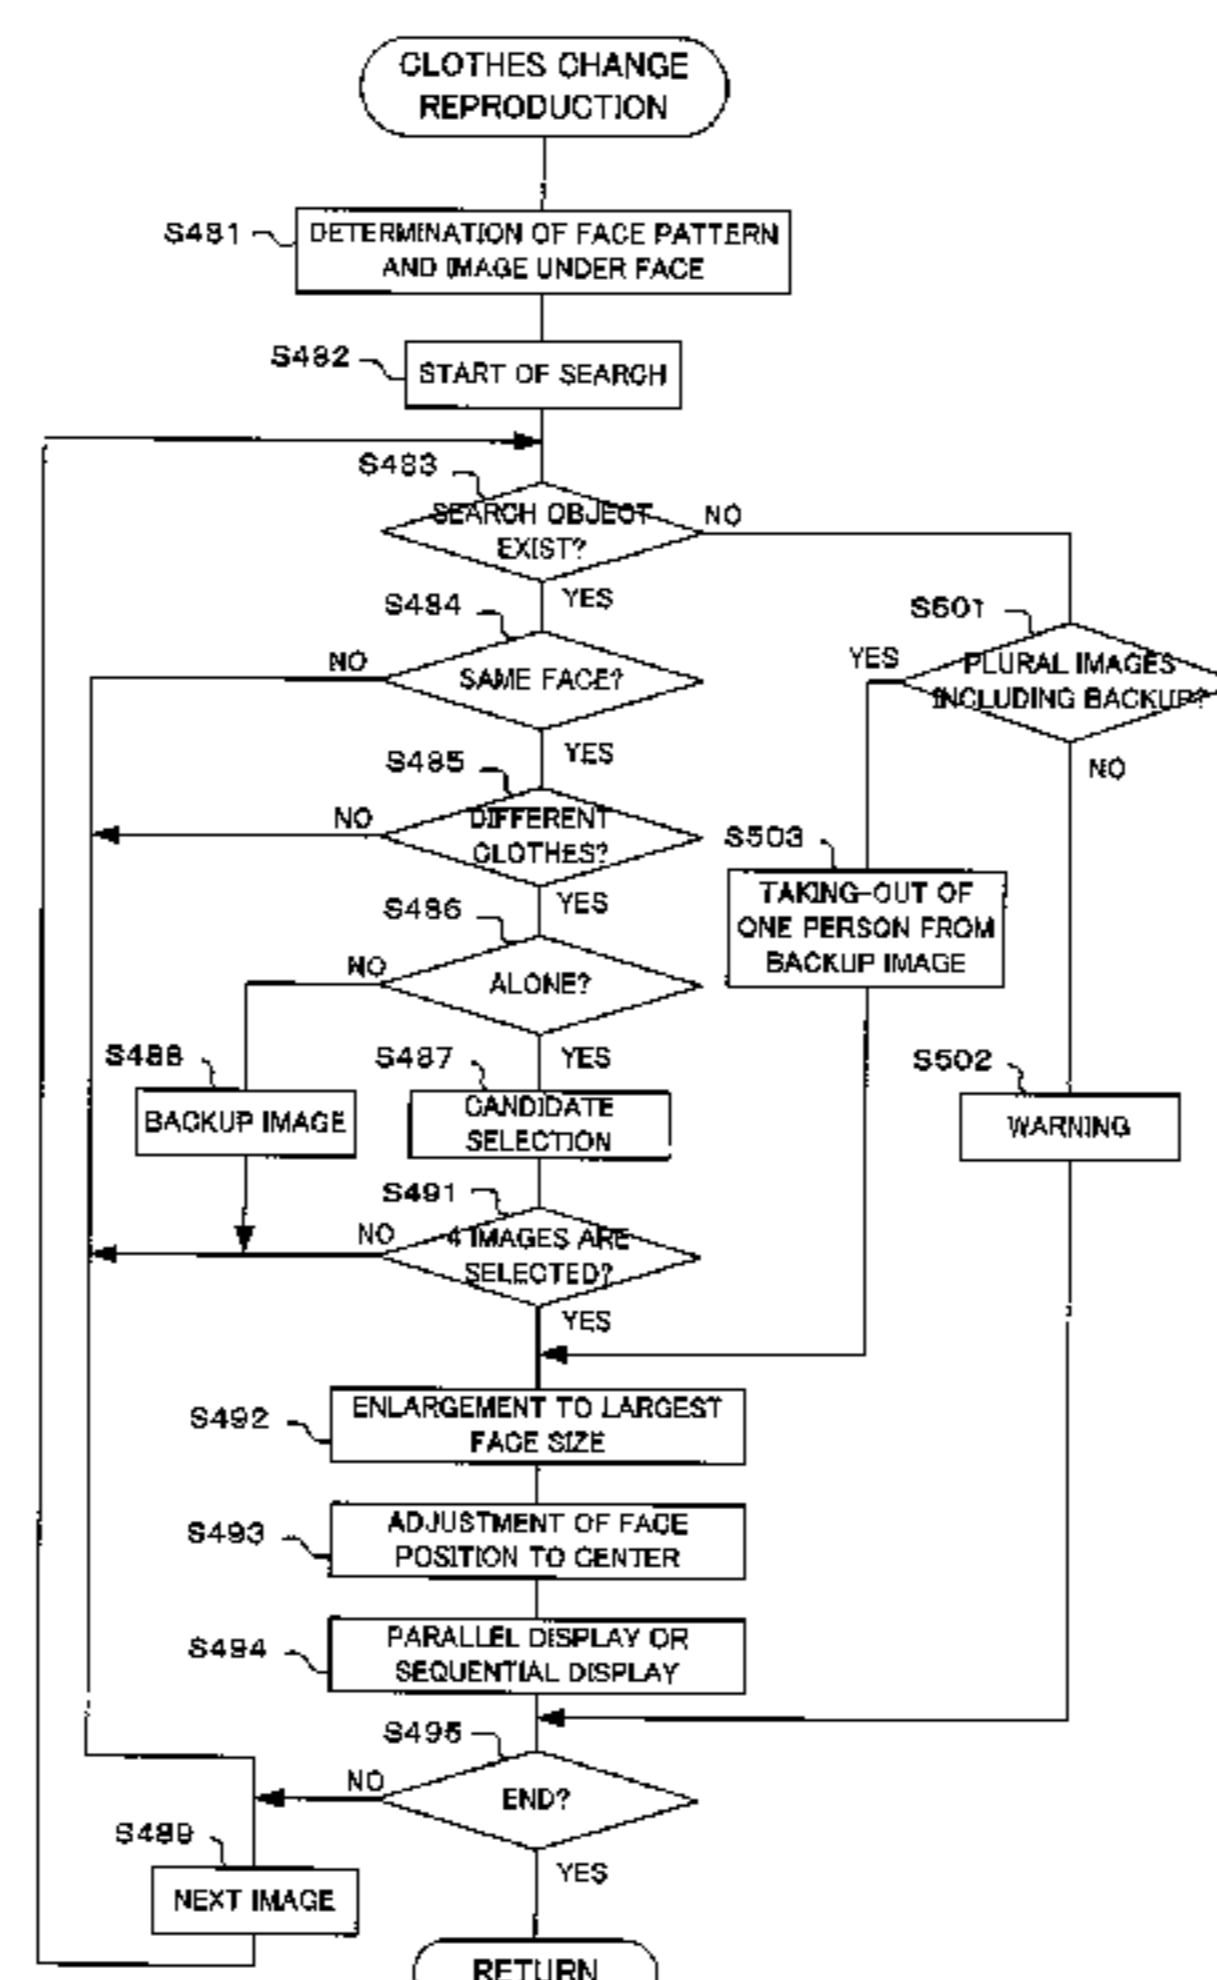 CLOTHES CHANGE
REPRODUCTION
S481
DETERMINATION OF FACE PATTERN
AND IMAGE UNDER FACE
S482
START OF SEARCH
S483
SEARCH OBJECT
EXIST?
NO
YES
S484
NO
SAME FACE?
YES
S501
YES
PLURAL IMAGES
INCLUDING BACKUP?
NO
S485
NO
DIFFERENT
CLOTHES?
YES
S503
TAKING-OUT OF
ONE PERSON FROM
BACKUP IMAGE
S486
NO
ALONE?
YES
S488
BACKUP IMAGE
S487
CANDIDATE
SELECTION
S502
WARNING
S491
NO
4 IMAGES ARE
SELECTED?
YES
S492
ENLARGEMENT TO LARGEST
FACE SIZE
S493
ADJUSTMENT OF FACE
POSITION TO CENTER
S494
PARALLEL DISPLAY OR
SEQUENTIAL DISPLAY
S495
NO
END?
YES
S489
NEXT IMAGE
RETURN